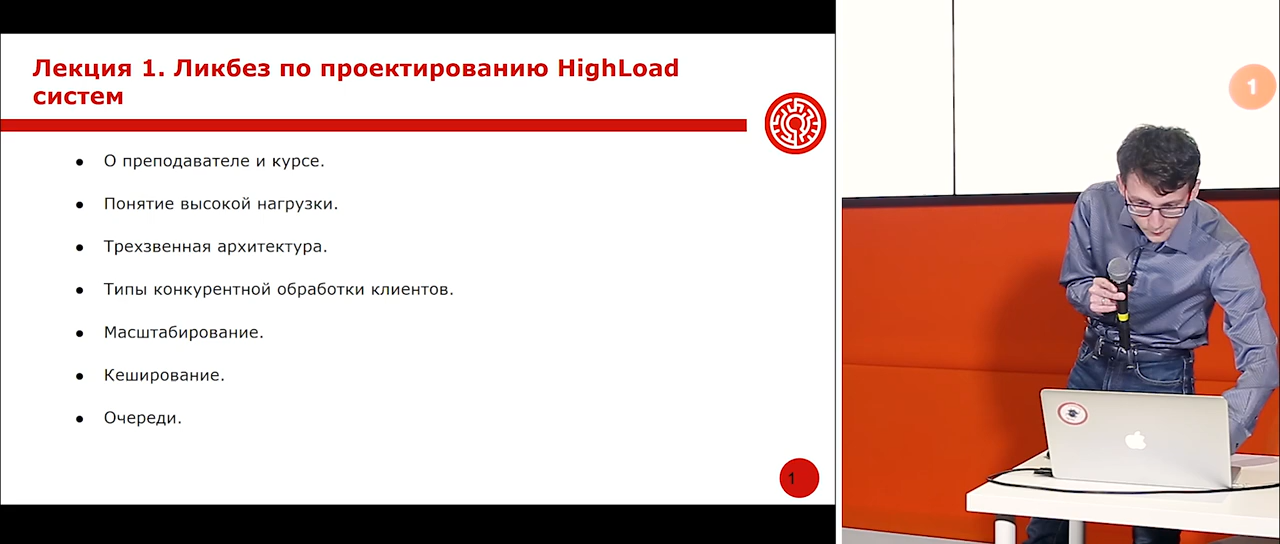 Лекция 1. Ликбез по проектированию HighLoad
систем
● О преподавателе и курсе.
● Понятие высокой нагрузки.
● Трехзвенная архитектура.
● Типы конкурентной обработки клиентов.
● Масштабирование.
● Кеширование.
● Очереди.
1
1